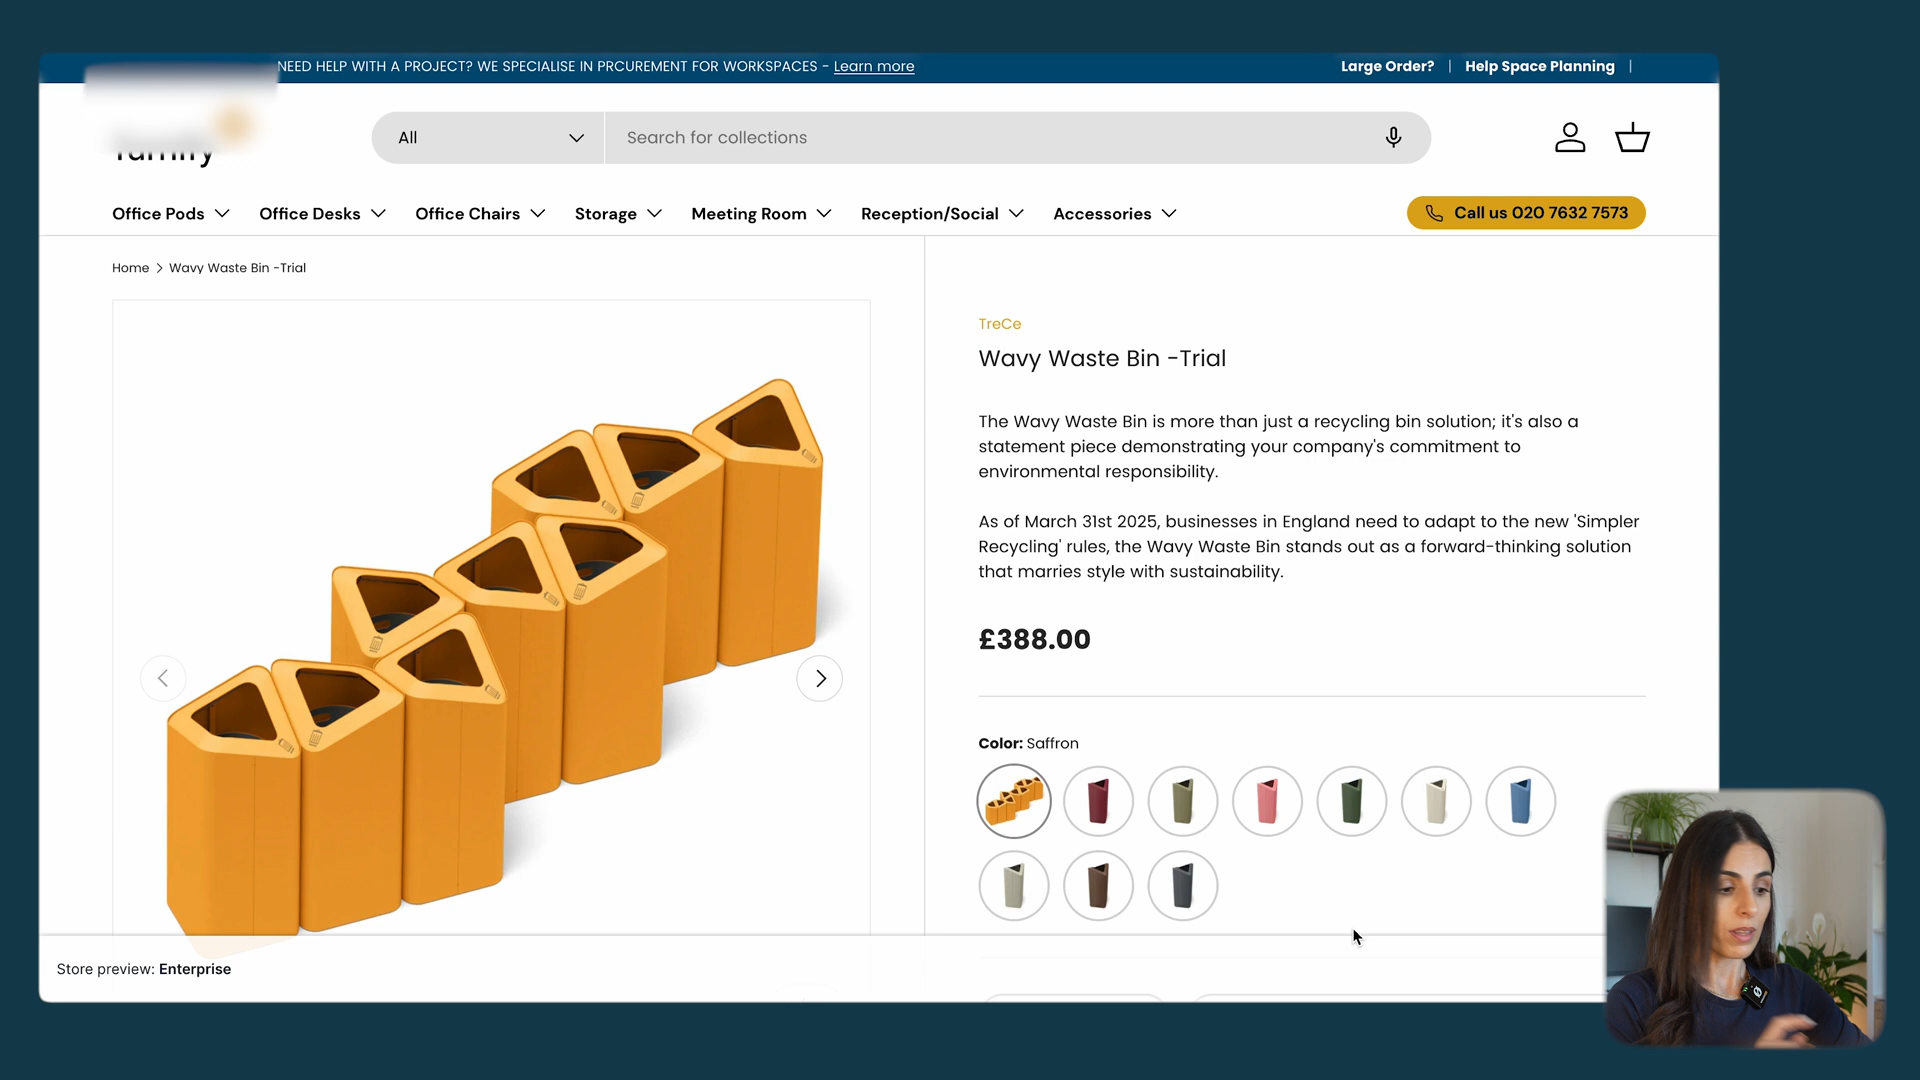 NEED HELP WITH A PROJECT? WE SPECIALISE IN PRCUREMENT FOR WORKSPACES - Learn more
Large Order? | Help Space Planning |
All
Search for collections
Office Pods
Office Desks
Office Chairs
Storage
Meeting Room
Reception/Social
Accessories
Call us 020 7632 7573
Home > Wavy Waste Bin -Trial
TreCe
Wavy Waste Bin -Trial
The Wavy Waste Bin is more than just a recycling bin solution; it's also a
statement piece demonstrating your company's commitment to
environmental responsibility.
As of March 31st 2025, businesses in England need to adapt to the new 'Simpler
Recycling' rules, the Wavy Waste Bin stands out as a forward-thinking solution
that marries style with sustainability.
£388.00
Color: Saffron
Store preview: Enterprise